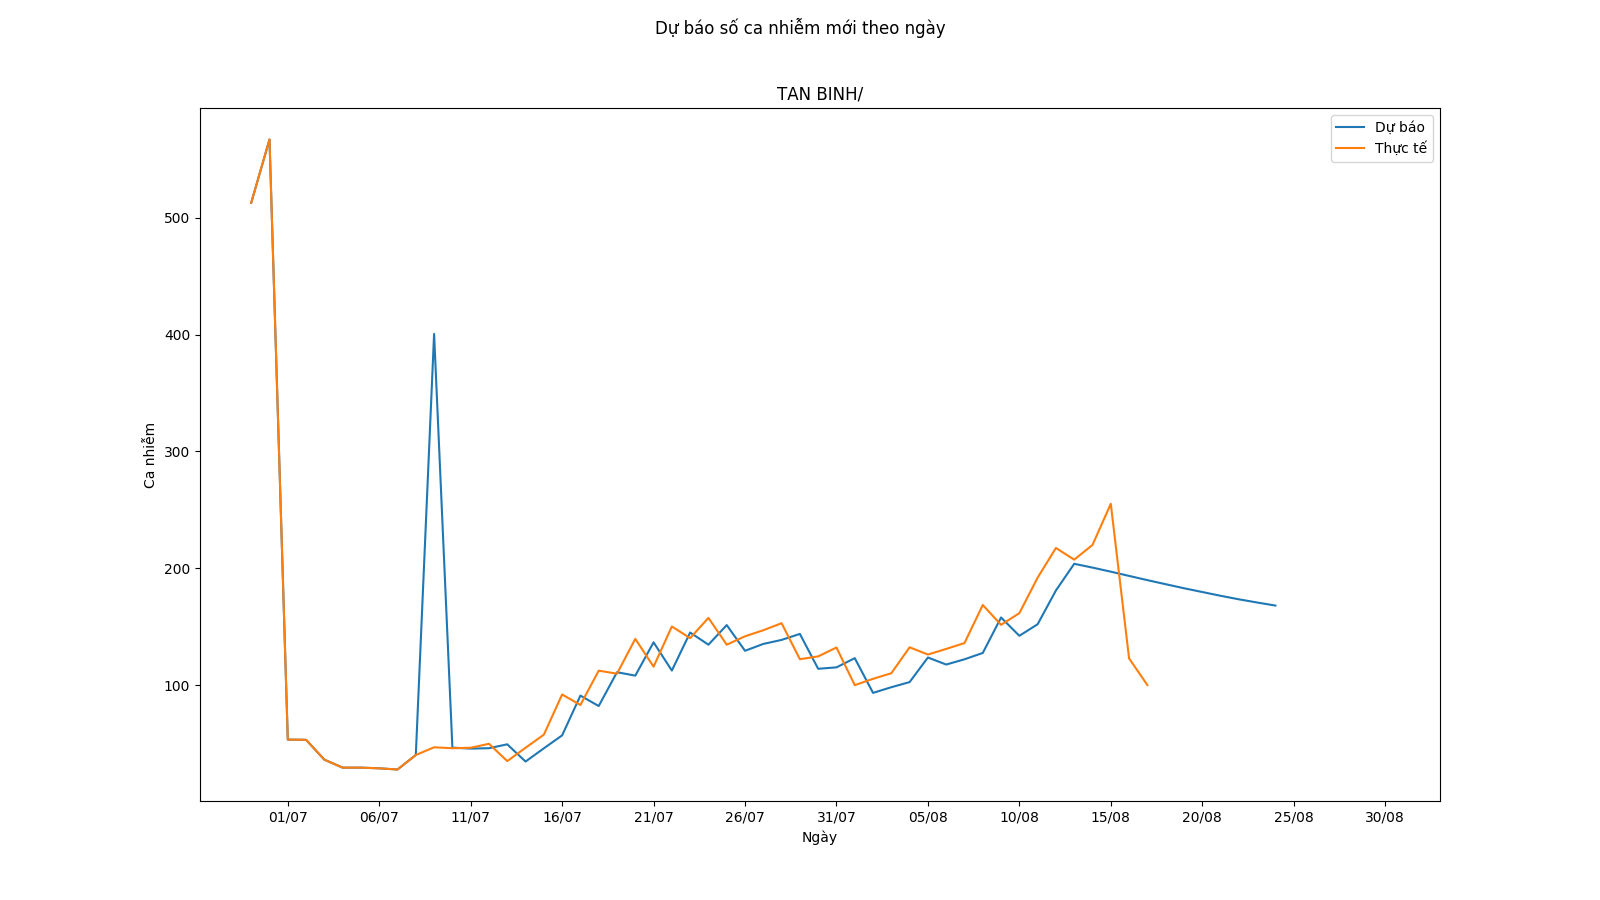 Dự báo số ca nhiễm mới theo ngày
TAN BINH/
Dự báo
Thực tế
500
400
300
200
100
Ca nhiễm
01/07 06/07 11/07 16/07 21/07 26/07 31/07 05/08 10/08 15/08 20/08 25/08 30/08
Ngày